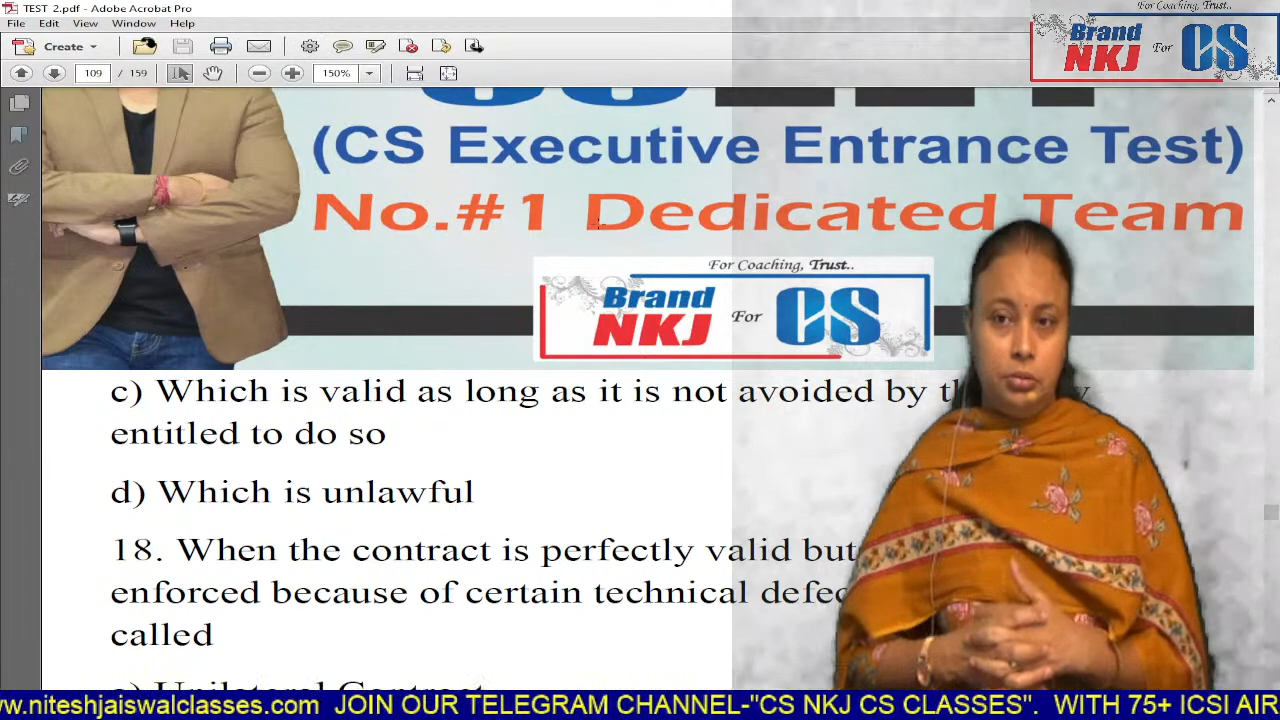 TEST 2.pdf - Adobe Acrobat Pro
File Edit View Window Help
Create
109 / 159
150%
For Coaching, Trust..
Brand
NKJ For CS
(CS Executive Entrance Test)
No.#1 Dedicated Team
For Coaching, Trust..
Brand
NKJ For CS
c) Which is valid as long as it is not avoided by
entitled to do so
d) Which is unlawful
18. When the contract is perfectly valid but
enforced because of certain technical
called
www.niteshjaiswalclasses.com JOIN OUR TELEGRAM CHANNEL-"CS NKJ CS CLASSES". WITH 75+ ICSI AIR